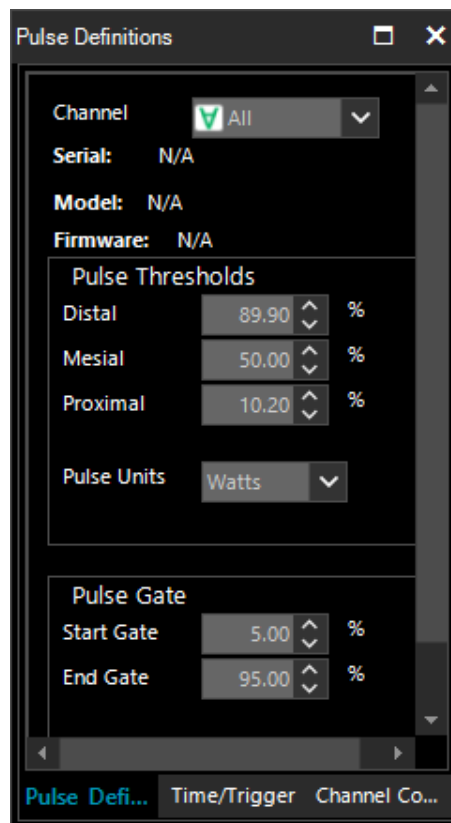 Pulse Definitions
Channel All
Serial: N/A
Model: N/A
Firmware: N/A
Pulse Thresholds
Distal 89.90 %
Mesial 50.00 %
Proximal 10.20 %
Pulse Units Watts
Pulse Gate
Start Gate 5.00 %
End Gate 95.00 %
Pulse Defi... Time/Trigger Channel Co...